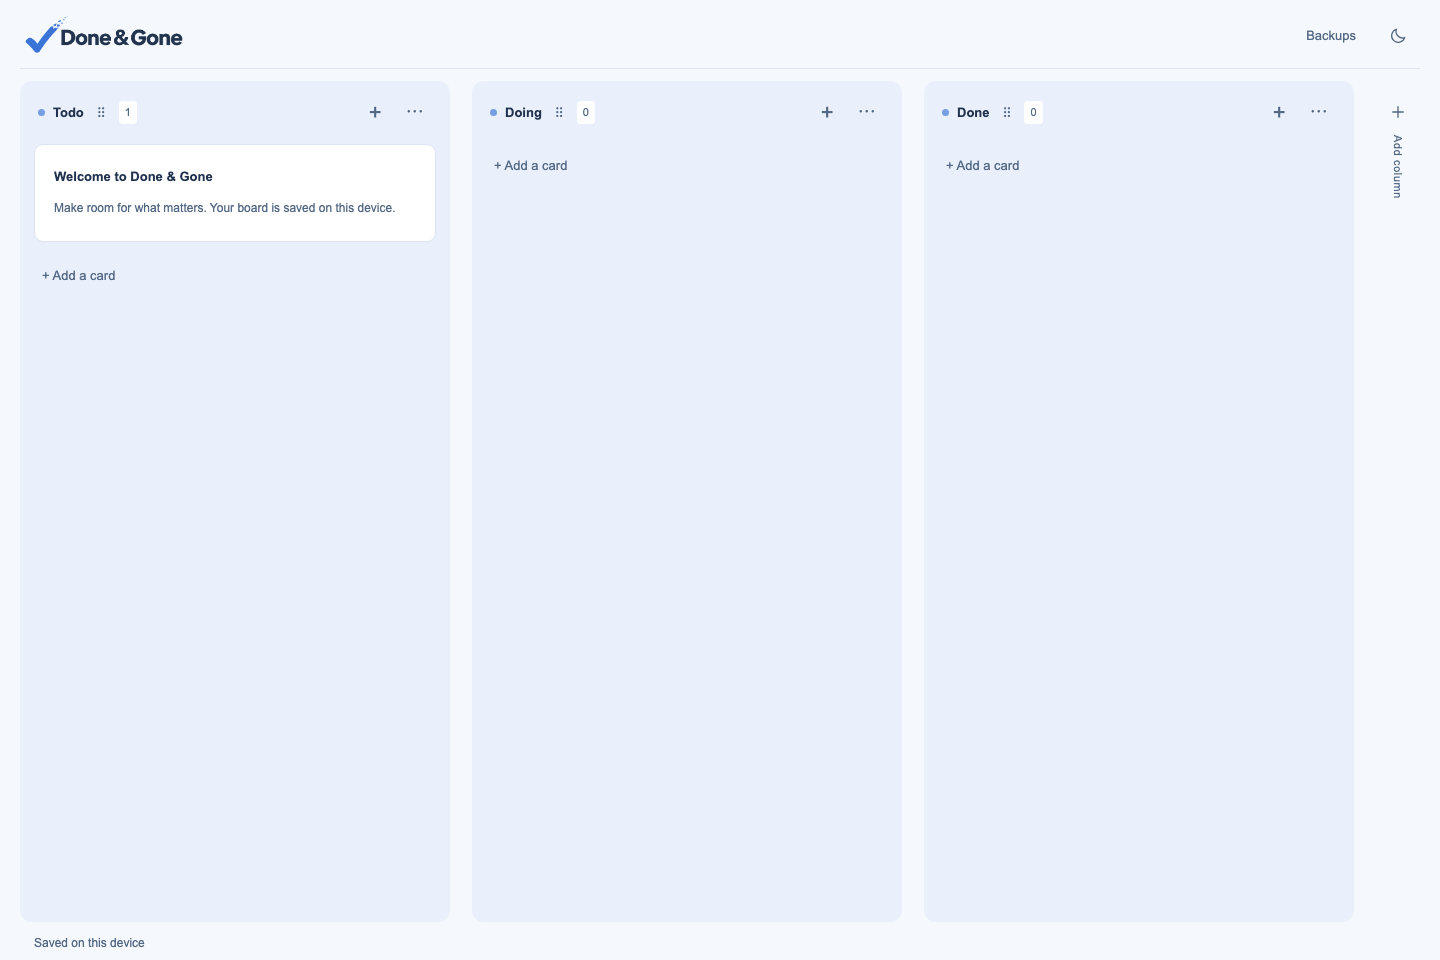 Done & Gone
Backups
Todo
1
Doing
0
Done
0
Add column
Welcome to Done & Gone
Make room for what matters. Your board is saved on this device.
+ Add a card
+ Add a card
+ Add a card
Saved on this device